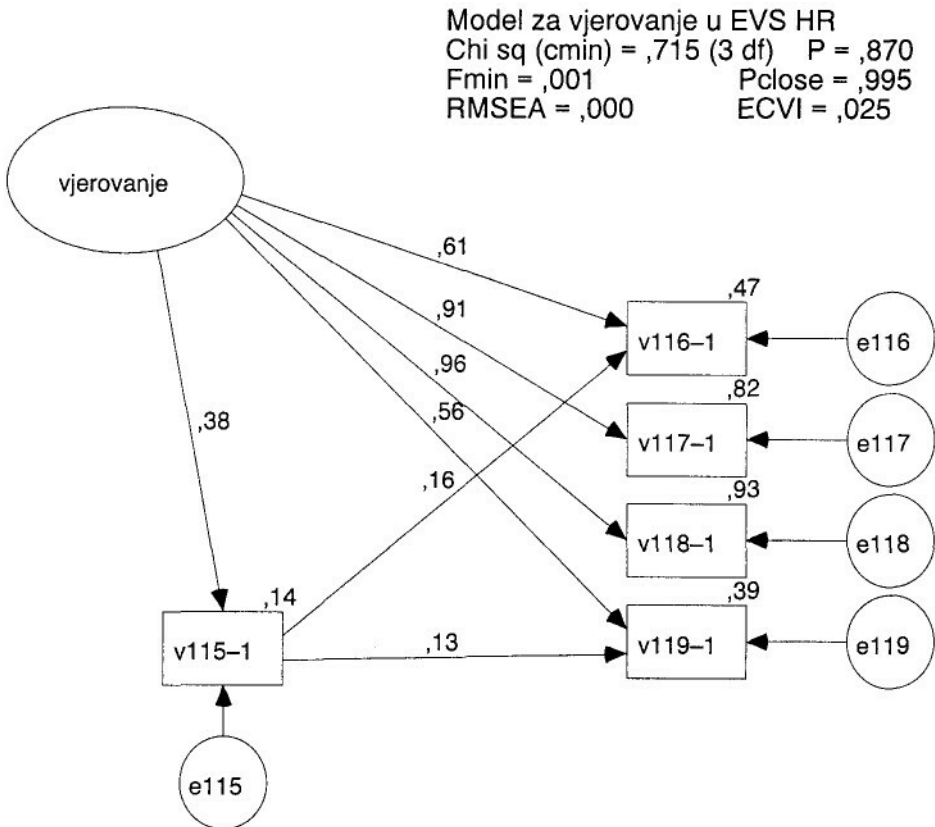 Model za vjerovanje u EVS HR
Chi sq (cmin) = ,715 (3 df) P = ,870
Fmin = ,001 Pclose = ,995
RMSEA = ,000 ECVI = ,025
vjerovanje
,61
,47
v116–1
e116
,91
,82
,96
,56
v117–1
e117
,38
,16
,93
v118–1
e118
,14
,39
v115–1
,13
v119–1
e119
e115